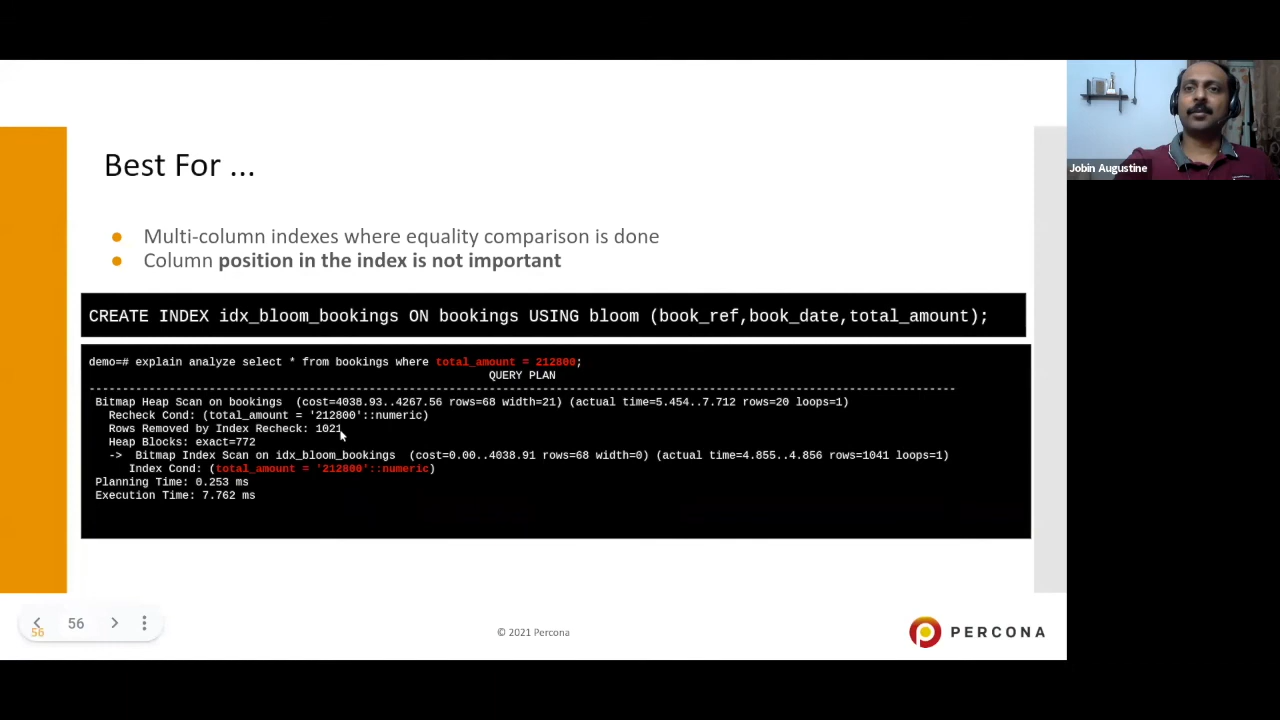 Best For ...
● Multi-column indexes where equality comparison is done
● Column position in the index is not important
CREATE INDEX idx_bloom_bookings ON bookings USING bloom (book_ref,book_date,total_amount);
demo=# explain analyze select * from bookings where total_amount = 212800;
QUERY PLAN
----------------------------------------------------------------------------------------------------------------------------------
Bitmap Heap Scan on bookings  (cost=4038.93..4267.56 rows=68 width=21) (actual time=5.454..7.712 rows=20 loops=1)
Recheck Cond: (total_amount = '212800'::numeric)
Rows Removed by Index Recheck: 1021
Heap Blocks: exact=772
->  Bitmap Index Scan on idx_bloom_bookings  (cost=0.00..4038.91 rows=68 width=0) (actual time=4.855..4.856 rows=1041 loops=1)
Index Cond: (total_amount = '212800'::numeric)
Planning Time: 0.253 ms
Execution Time: 7.762 ms
56
56
© 2021 Percona
PERCONA
Jobin Augustine